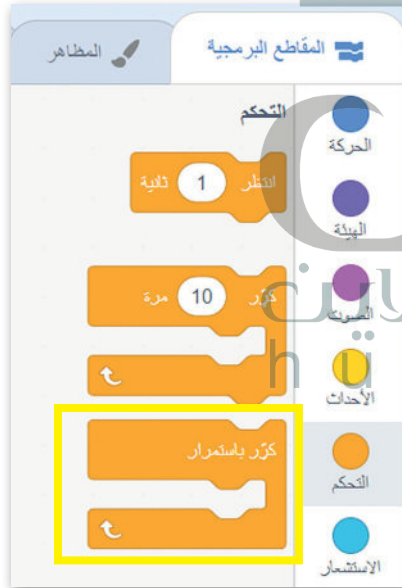 المقاطع البرمجية
المظاهر
التحكم
الحركة
انتظر 1 ثانية
الهيئة
كرّر 10 مرة
الصوت
الأحداث
كرّر باستمرار
التحكم
الاستشعار